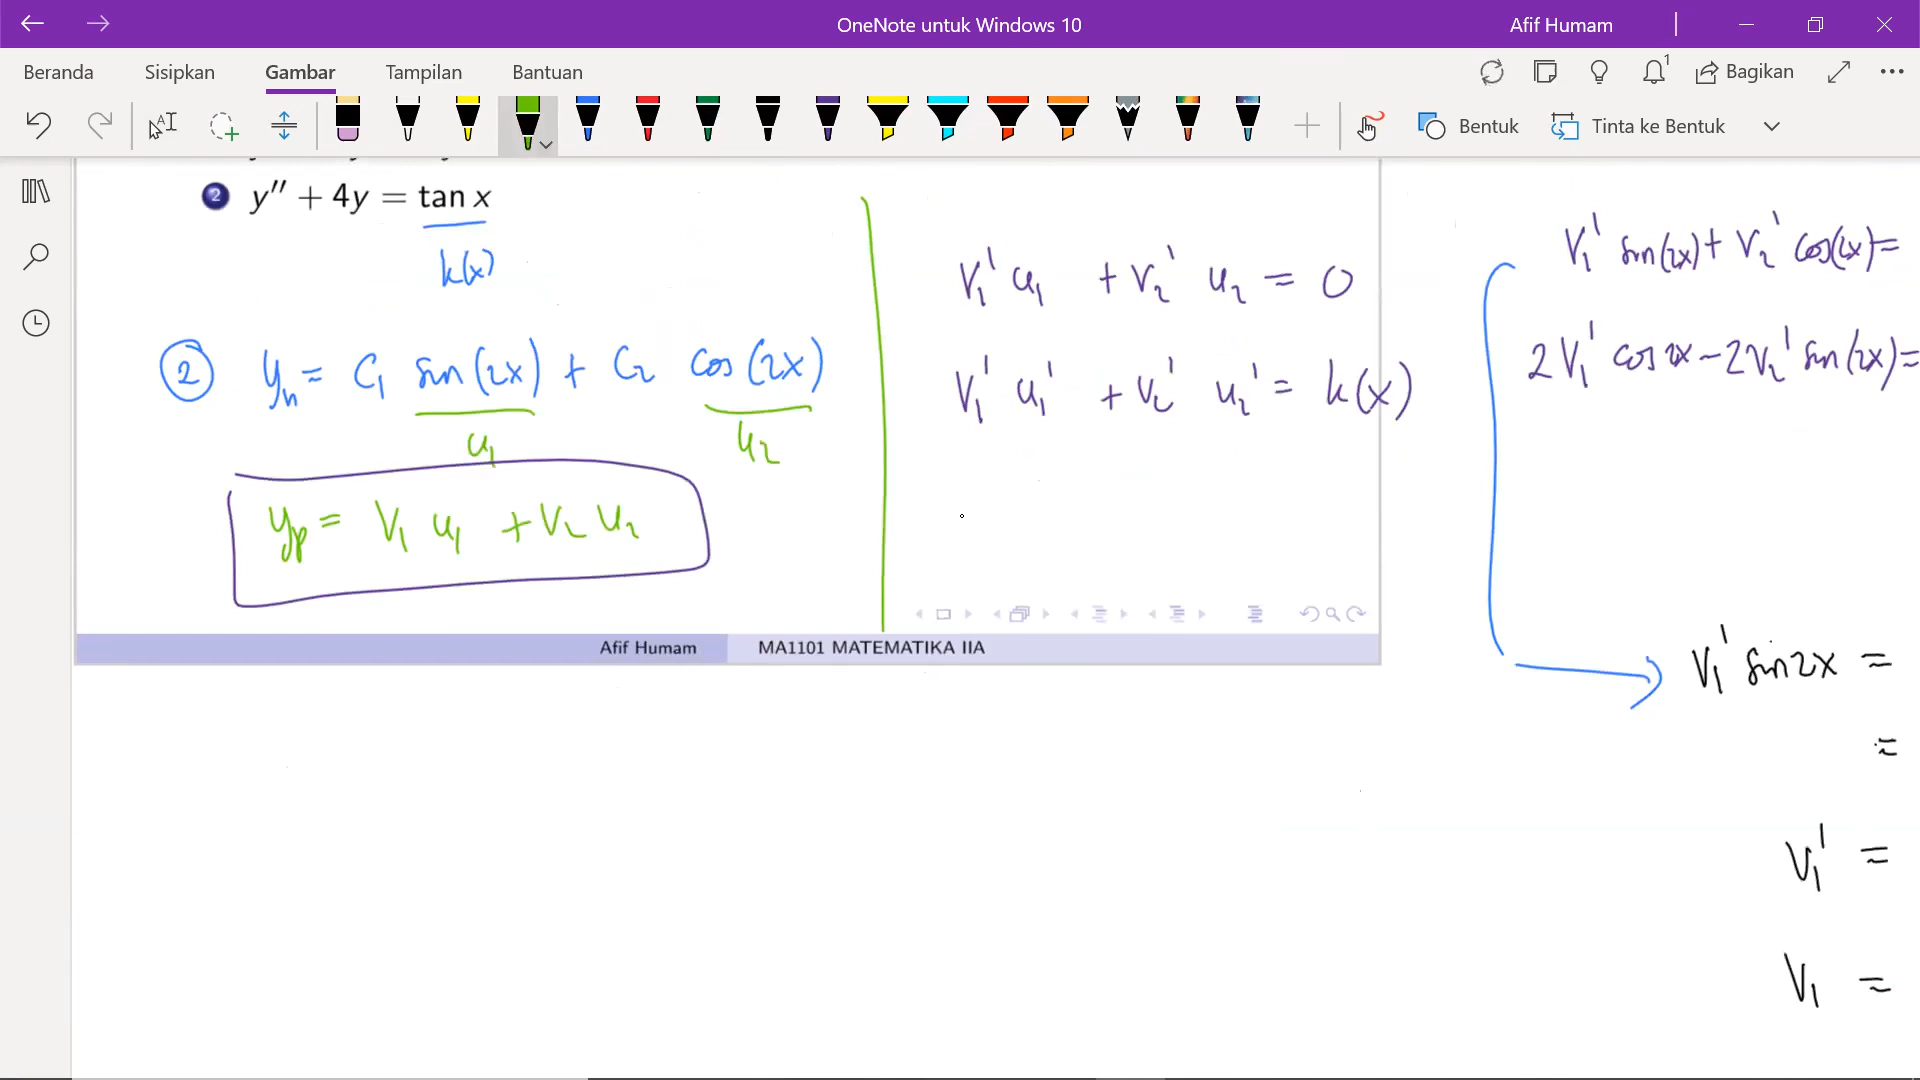 OneNote untuk Windows 10
Afif Humam
Beranda Sisipkan Gambar Tampilan Bantuan
1
Bagikan
Bentuk
Tinta ke Bentuk
2 y″ + 4y = tan x
k(x)
② yh = C1 sin(2x) + C2 cos(2x)
u1 u2
yp = V1 u1 + V2 u2
V1' u1 + V2' u2 = 0
V1' u1' + V2' u2' = k(x)
V1' sin(2x) + V2' cos(2x) =
2V1' cos 2x − 2V2' sin(2x) =
V1' sin2x =
=
V1' =
V1 =
Afif Humam MA1101 MATEMATIKA IIA